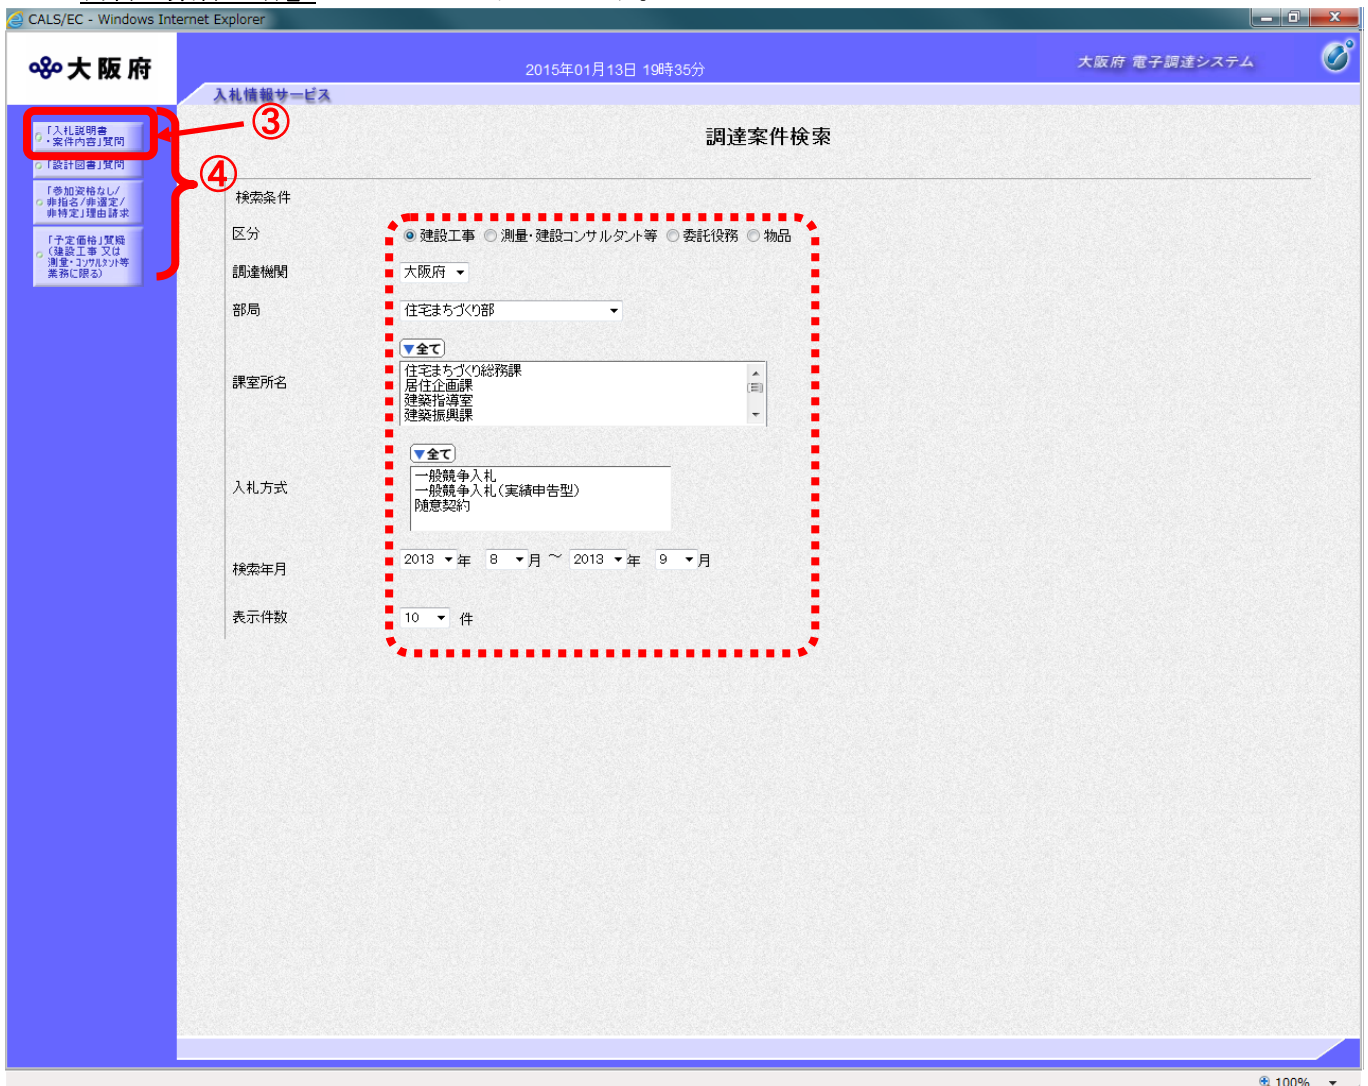 CALS/EC - Windows Internet Explorer
大阪府
2015年01月13日 19時35分
大阪府 電子調達システム
入札情報サービス
「入札説明書
・案件内容」質問
「設計図書」質問
「参加資格なし/
非指名/非選定/
非特定」理由請求
「予定価格」質疑
(建設工事 又は
測量・コンサルタント等
業務に限る)
③
④
調達案件検索
検索条件
区分
建設工事 測量・建設コンサルタント等 委託役務 物品
調達機関
大阪府
部局
住宅まちづくり部
▼全て
課室所名
住宅まちづくり総務課
居住企画課
建築指導室
建築振興課
▼全て
入札方式
一般競争入札
一般競争入札(実績申告型)
随意契約
検索年月
2013 年 8 月 ～ 2013 年 9 月
表示件数
10 件
100%